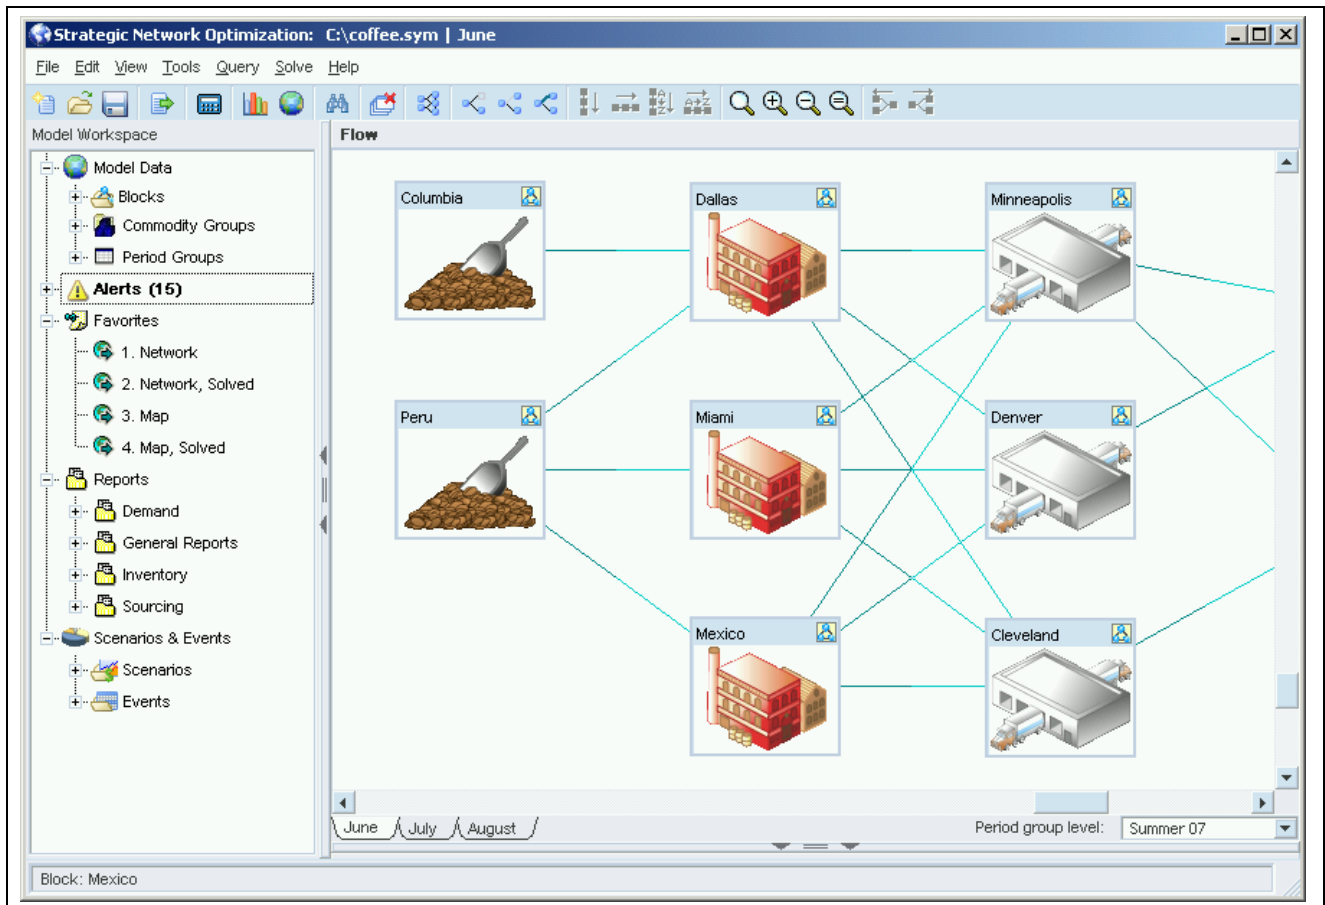 Strategic Network Optimization: C:\coffee.sym | June
File Edit View Tools Query Solve Help
Model Workspace
Model Data
Blocks
Commodity Groups
Period Groups
Alerts (15)
Favorites
1. Network
2. Network, Solved
3. Map
4. Map, Solved
Reports
Demand
General Reports
Inventory
Sourcing
Scenarios & Events
Scenarios
Events
Flow
Columbia
Dallas
Minneapolis
Peru
Miami
Denver
Mexico
Cleveland
June July August
Period group level: Summer 07
Block: Mexico